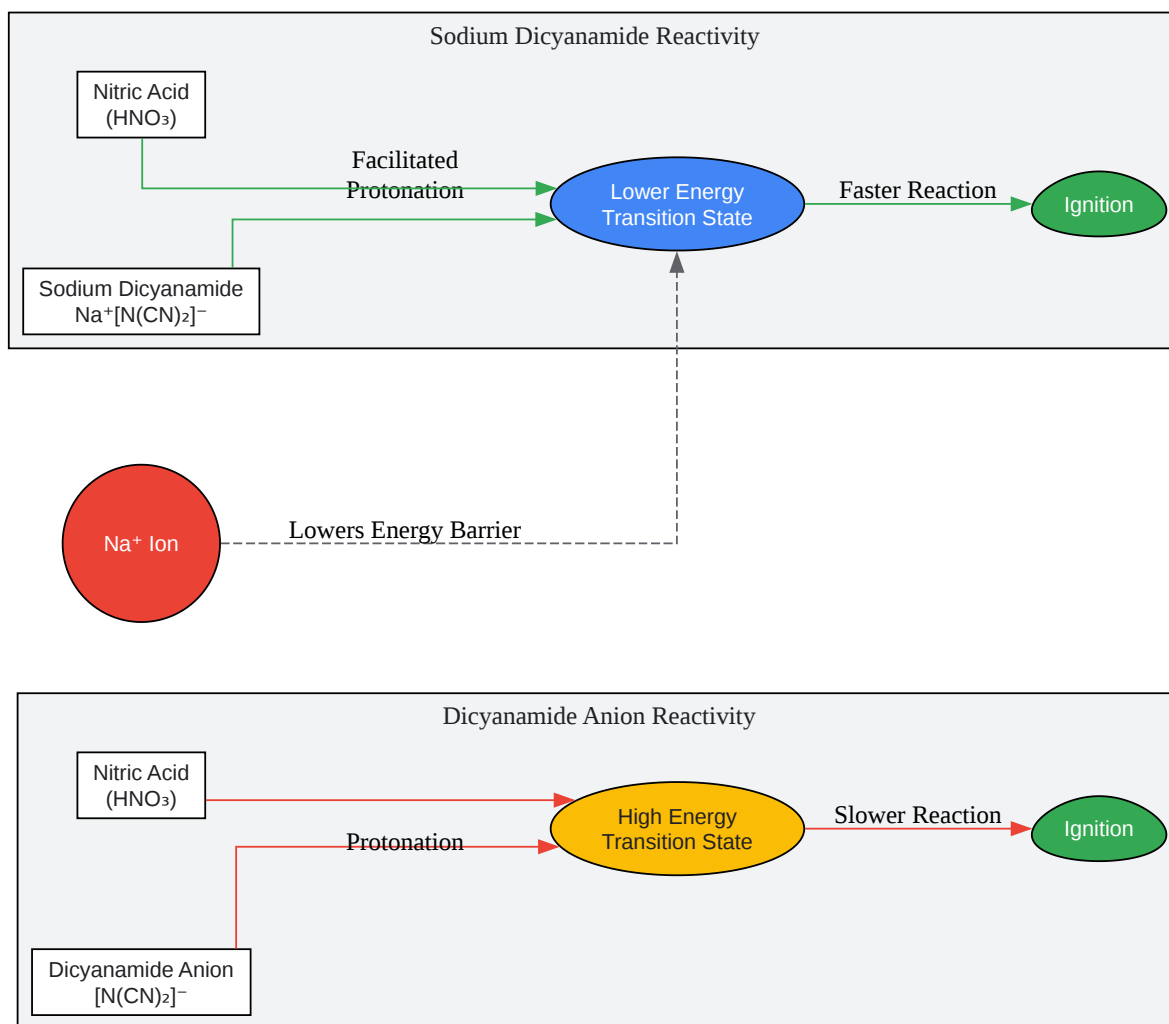 Sodium Dicyanamide Reactivity
Nitric Acid
(HNO₃)
Facilitated
Protonation
Lower Energy
Transition State
Faster Reaction
Ignition
Sodium Dicyanamide
Na⁺[N(CN)₂]⁻
Na⁺ Ion
Lowers Energy Barrier
Dicyanamide Anion Reactivity
Nitric Acid
(HNO₃)
Protonation
High Energy
Transition State
Slower Reaction
Ignition
Dicyanamide Anion
[N(CN)₂]⁻